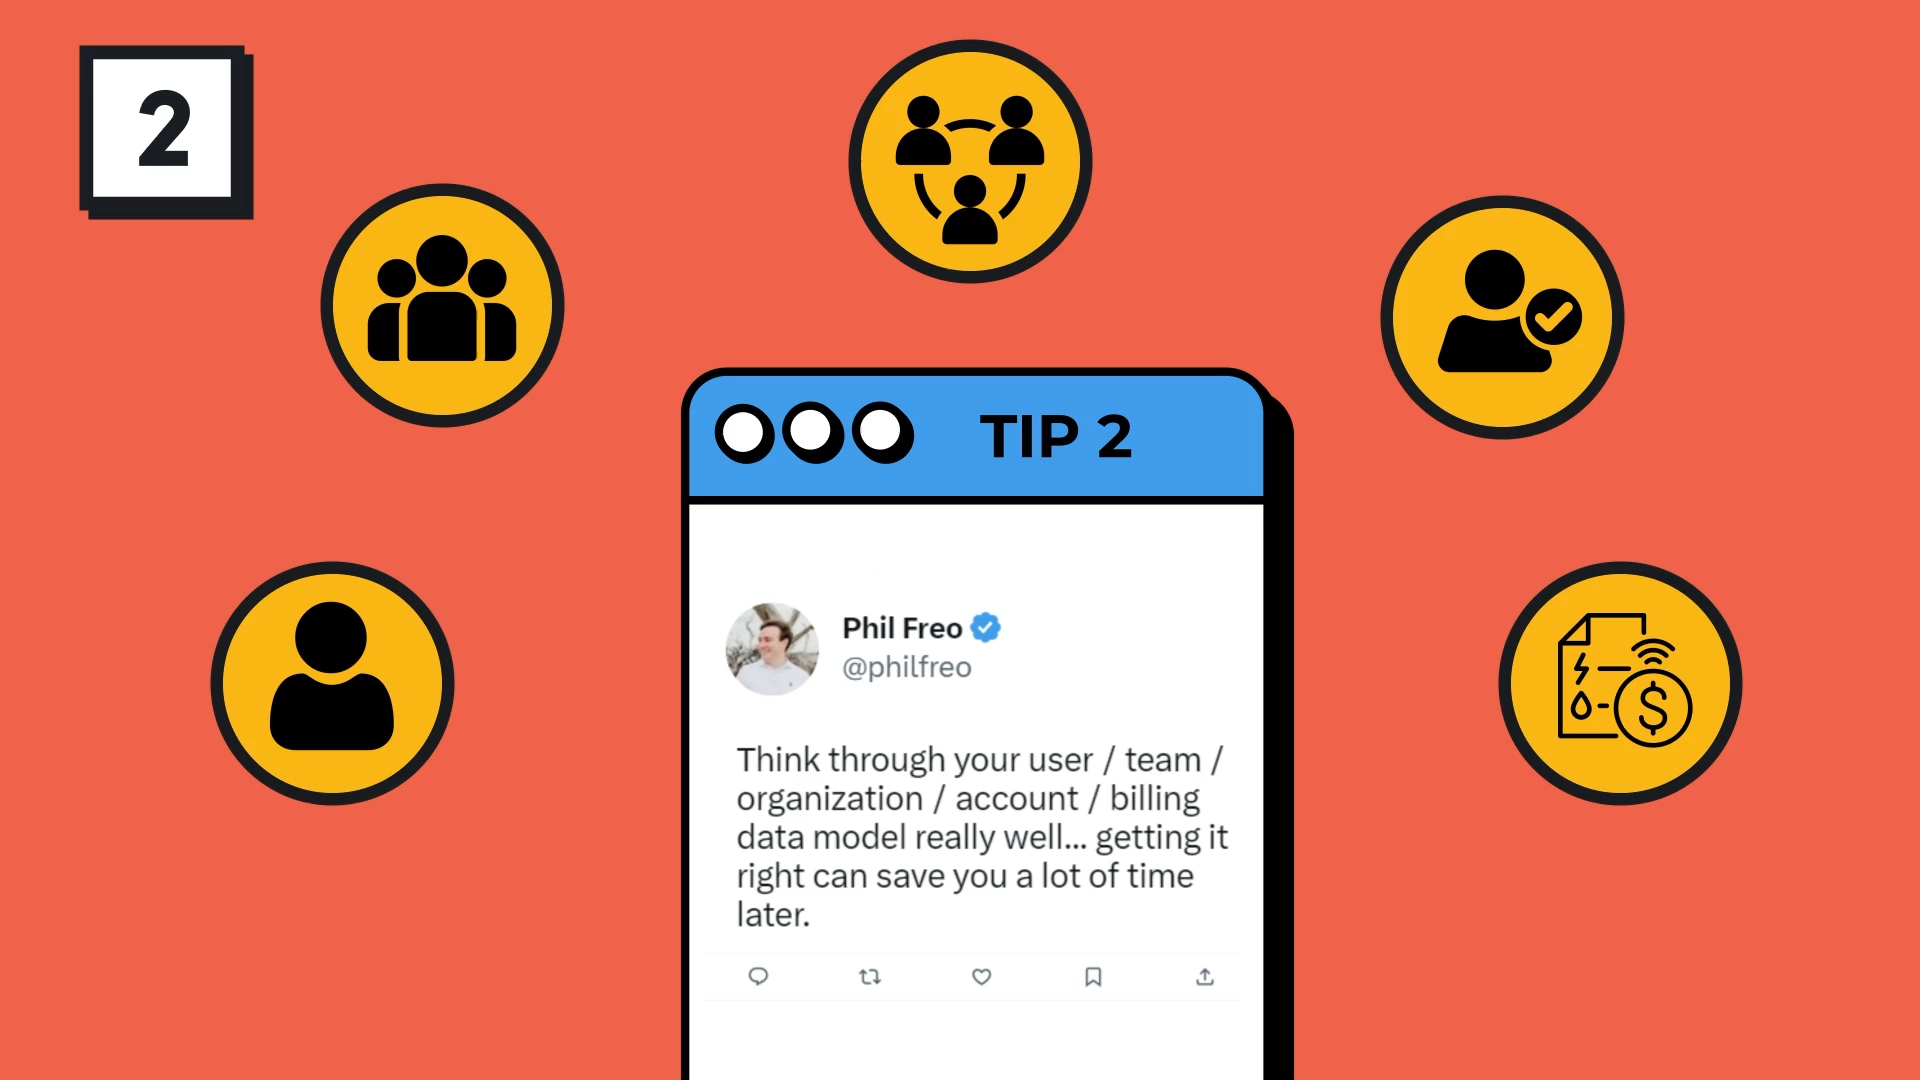 2
TIP 2
Phil Freo
@philfreo
Think through your user / team /
organization / account / billing
data model really well... getting it
right can save you a lot of time
later.
$